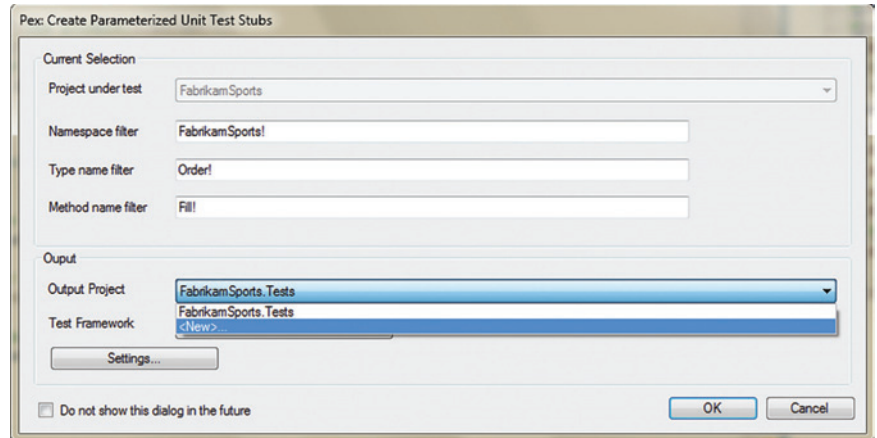 Pex: Create Parameterized Unit Test Stubs
Current Selection
Project under test FabrikamSports
Namespace filter FabrikamSports!
Type name filter Order!
Method name filter Fill!
Ouput
Output Project FabrikamSports.Tests
FabrikamSports.Tests
Test Framework <New>...
Settings...
Do not show this dialog in the future OK Cancel